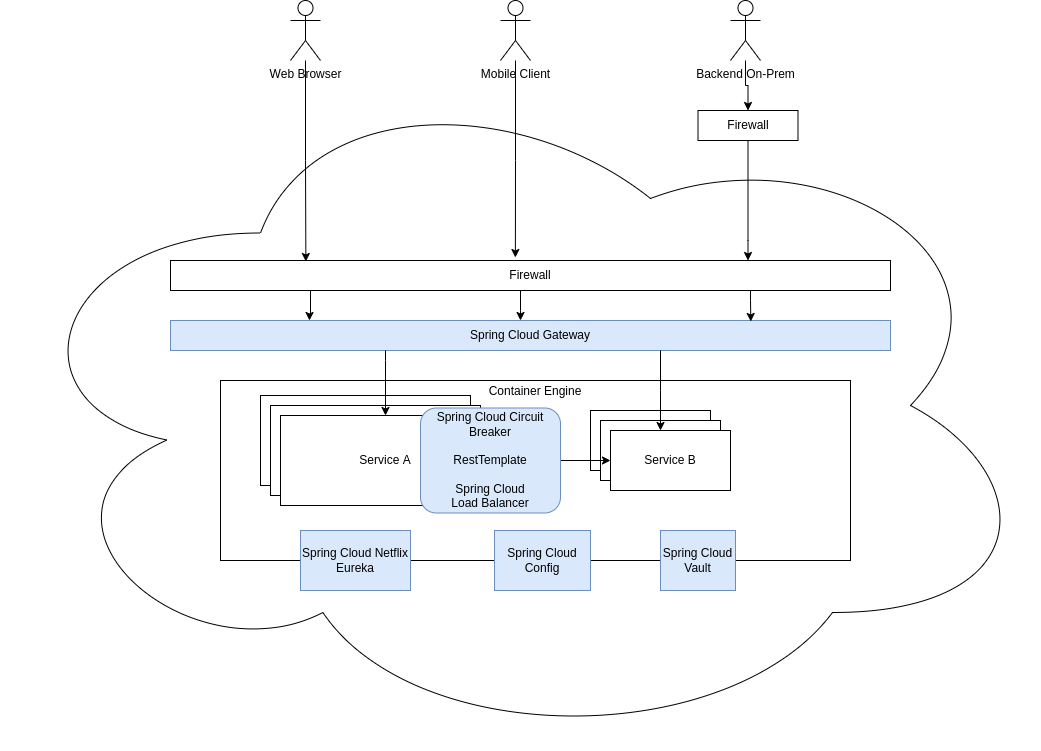 Web Browser
Mobile Client
Backend On-Prem
Firewall
Firewall
Spring Cloud Gateway
Container Engine
Service A
Spring Cloud Circuit
Breaker
RestTemplate
Spring Cloud
Load Balancer
Service B
Spring Cloud Netflix
Eureka
Spring Cloud
Config
Spring Cloud
Vault